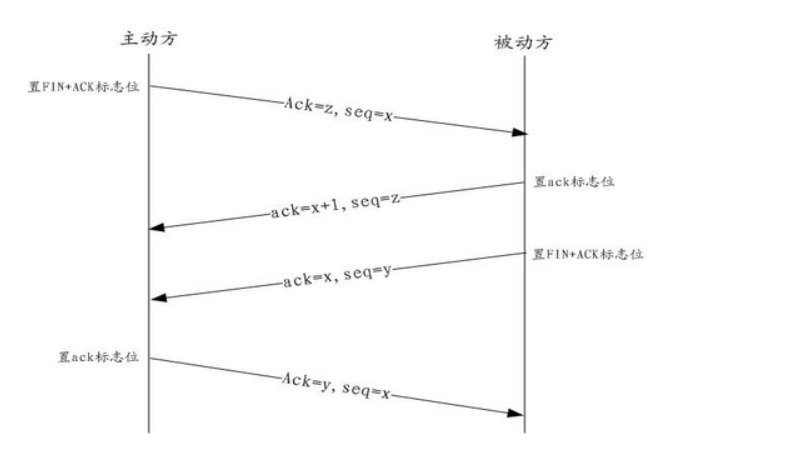 主动方
被动方
置FIN+ACK标志位
Ack=z, seq=x
置ack标志位
ack=x+1, seq=z
置FIN+ACK标志位
ack=x, seq=y
置ack标志位
Ack=y, seq=x